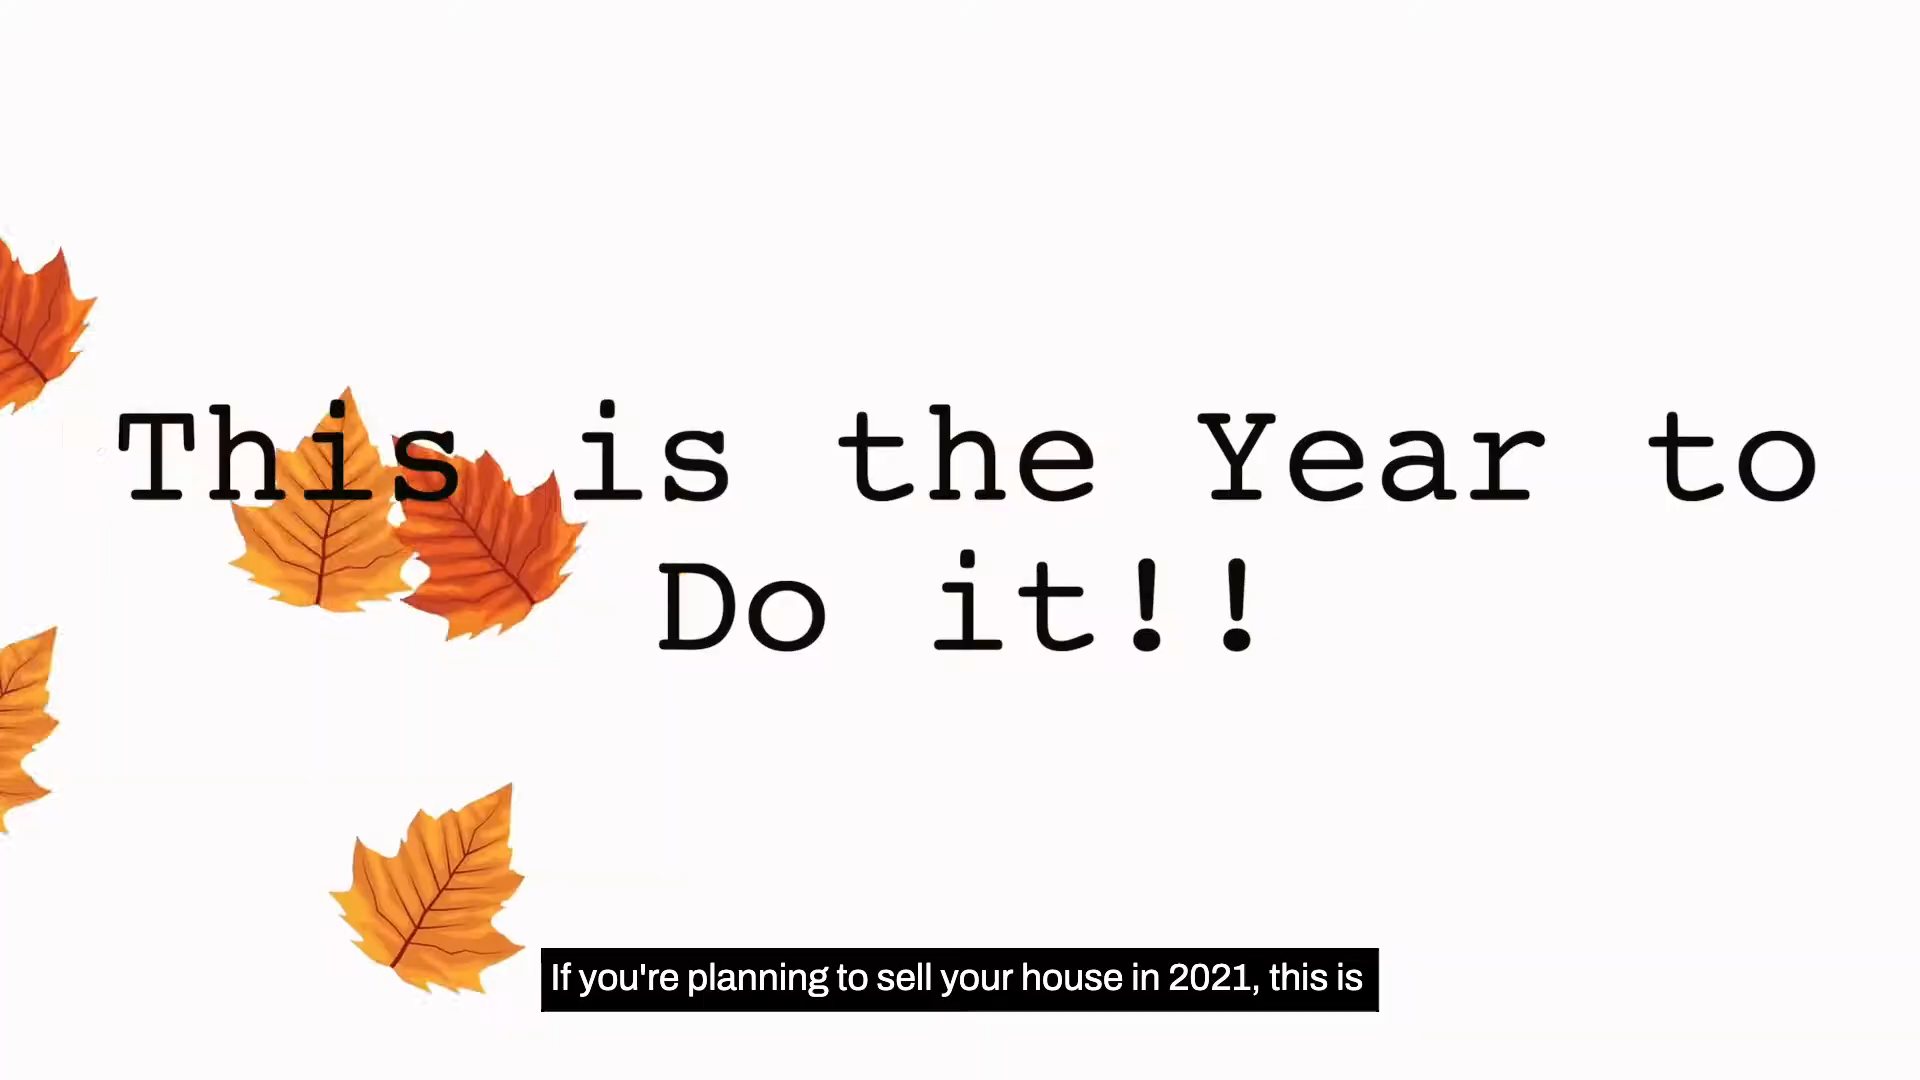 This is the Year to
Do it!!
If you're planning to sell your house in 2021, this is